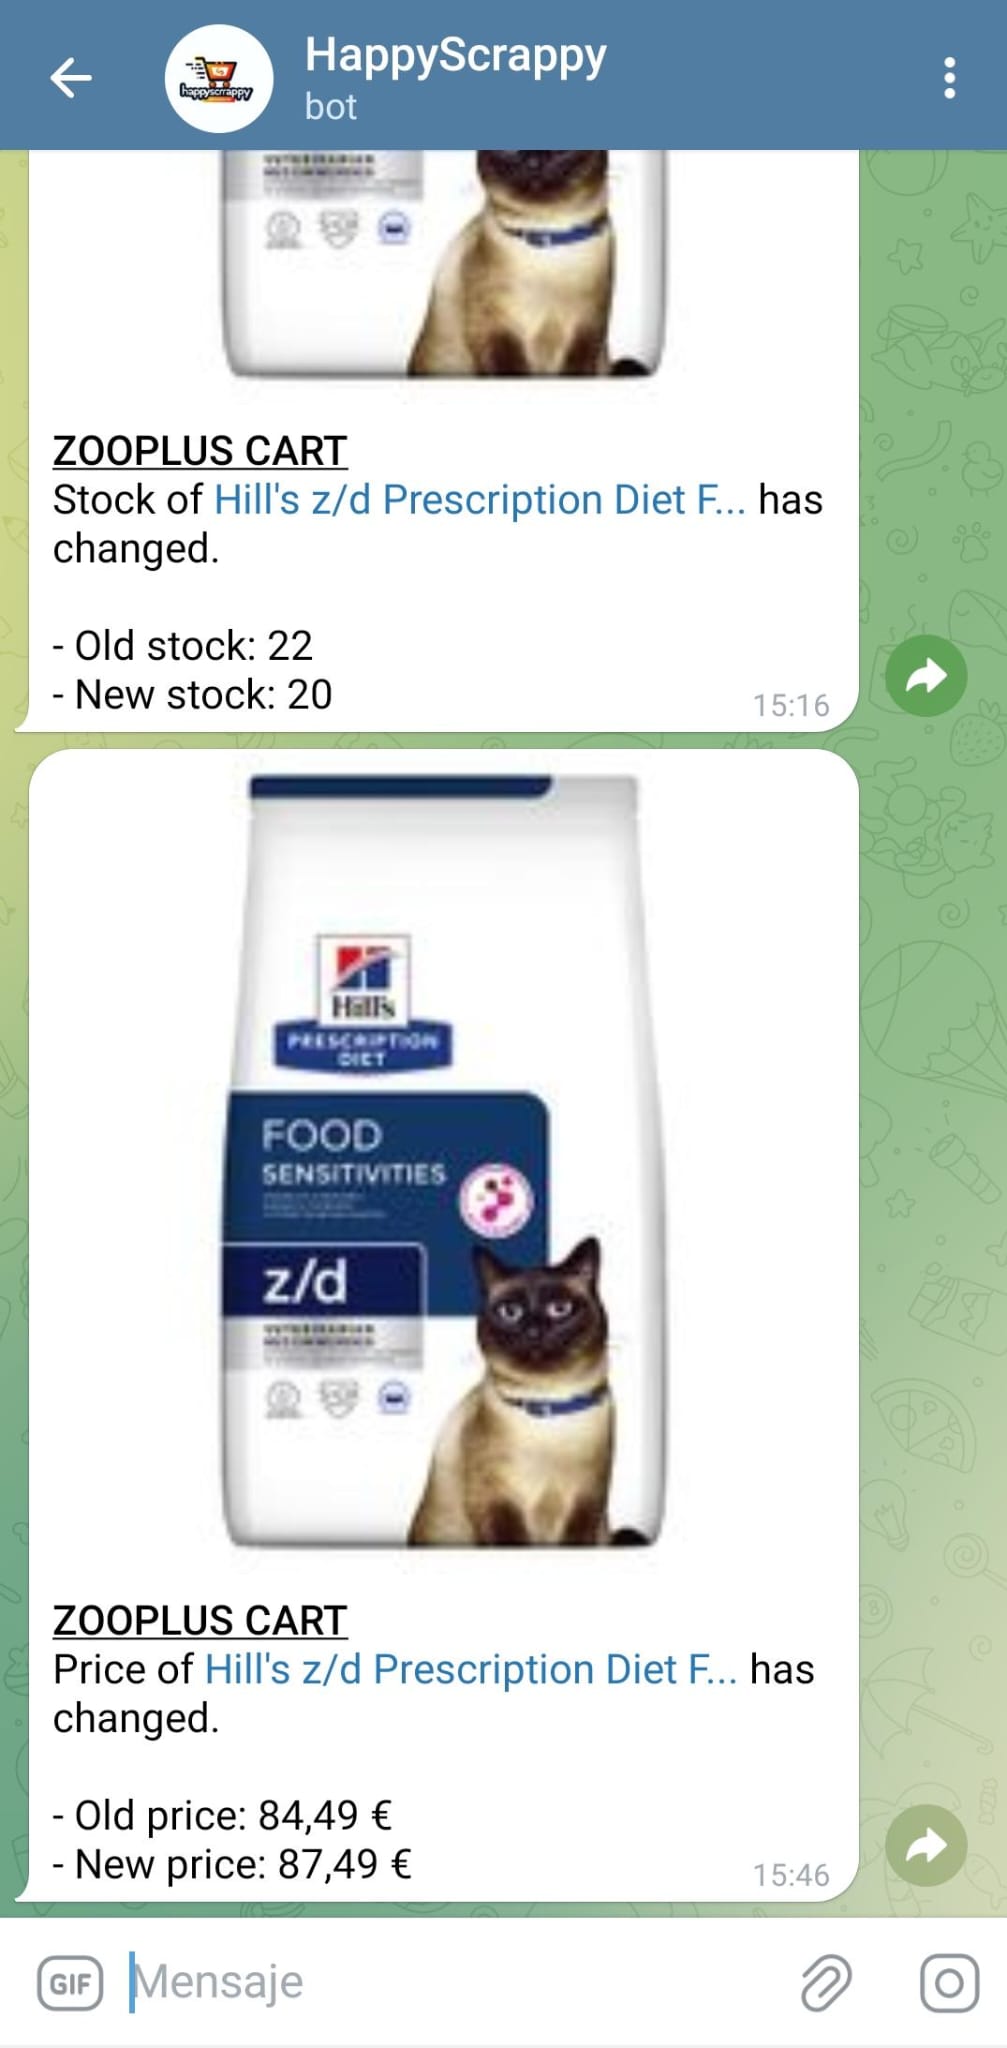 HappyScrappy
happyscrappy
bot
ZOOPLUS CART
Stock of Hill's z/d Prescription Diet F... has
changed.
- Old stock: 22
- New stock: 20
15:16
Hill's
PRESCRIPTION
DIET
FOOD
SENSITIVITIES
z/d
VETERINARIAN
RECOMMENDED
ZOOPLUS CART
Price of Hill's z/d Prescription Diet F... has
changed.
- Old price: 84,49 €
- New price: 87,49 €
15:46
GIF Mensaje